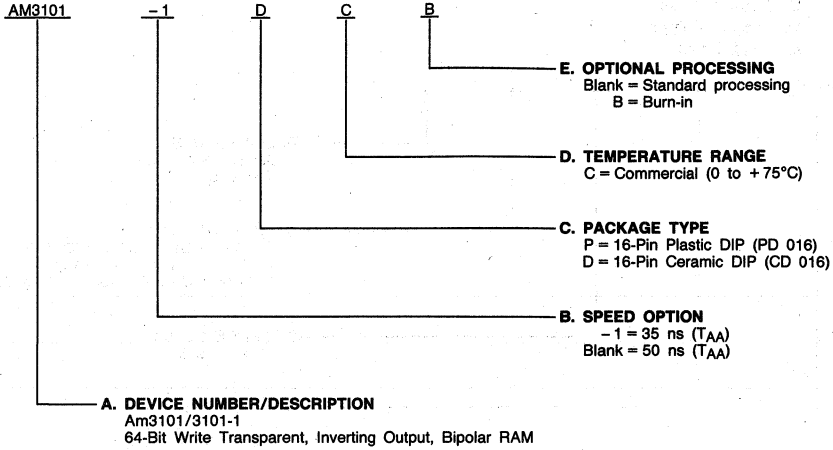 AM3101 -1 D C B
E. OPTIONAL PROCESSING
Blank = Standard processing
B = Burn-in
D. TEMPERATURE RANGE
C = Commercial (0 to +75°C)
C. PACKAGE TYPE
P = 16-Pin Plastic DIP (PD 016)
D = 16-Pin Ceramic DIP (CD 016)
B. SPEED OPTION
-1 = 35 ns (TAA)
Blank = 50 ns (TAA)
A. DEVICE NUMBER/DESCRIPTION
Am3101/3101-1
64-Bit Write Transparent, Inverting Output, Bipolar RAM